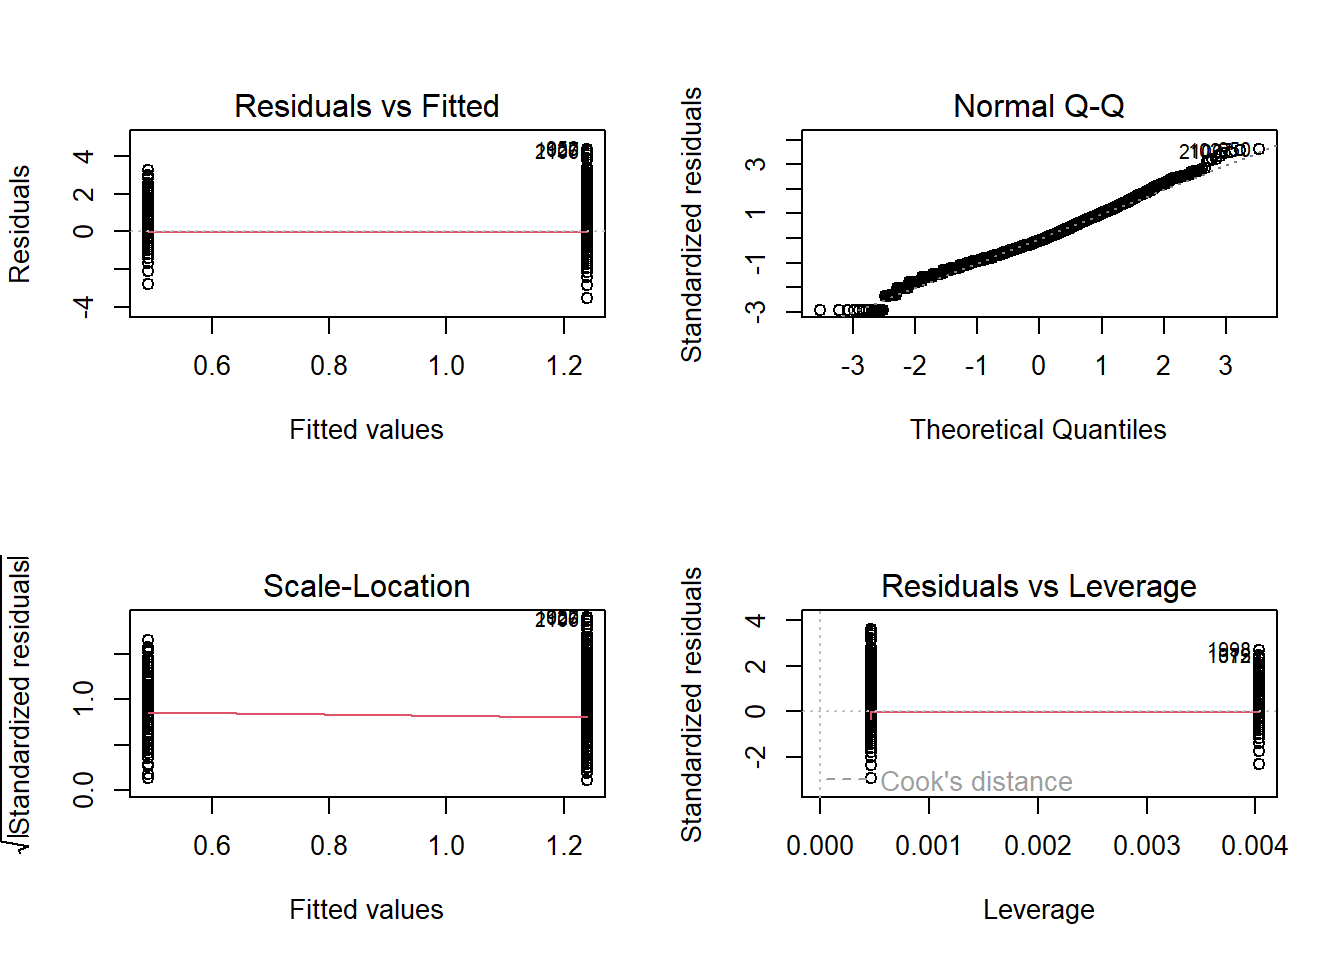 Residuals vs Fitted
Residuals
4
2
0
-4
0.6 0.8 1.0 1.2
Fitted values
Normal Q-Q
Standardized residuals
3
1
-1
-3
-3 -2 -1 0 1 2 3
Theoretical Quantiles
Scale-Location
√|Standardized residuals|
1.0
0.0
0.6 0.8 1.0 1.2
Fitted values
Residuals vs Leverage
Standardized residuals
4
2
0
-2
Cook's distance
0.000 0.001 0.002 0.003 0.004
Leverage